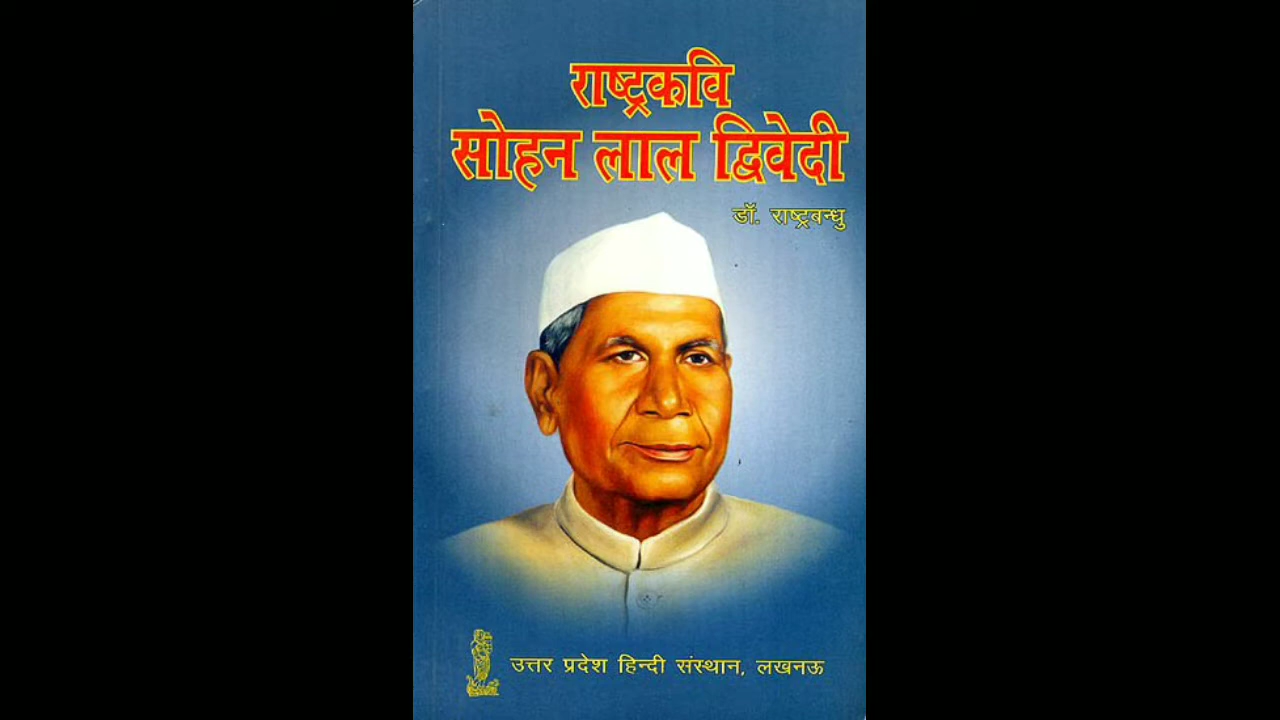 राष्ट्रकवि
सोहन लाल द्विवेदी
डॉ. राष्ट्रबन्धु
उत्तर प्रदेश हिन्दी संस्थान, लखनऊ